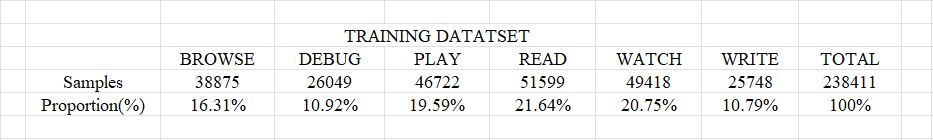 TRAINING DATATSET
BROWSE DEBUG PLAY READ WATCH WRITE TOTAL
Samples 38875 26049 46722 51599 49418 25748 238411
Proportion(%) 16.31% 10.92% 19.59% 21.64% 20.75% 10.79% 100%